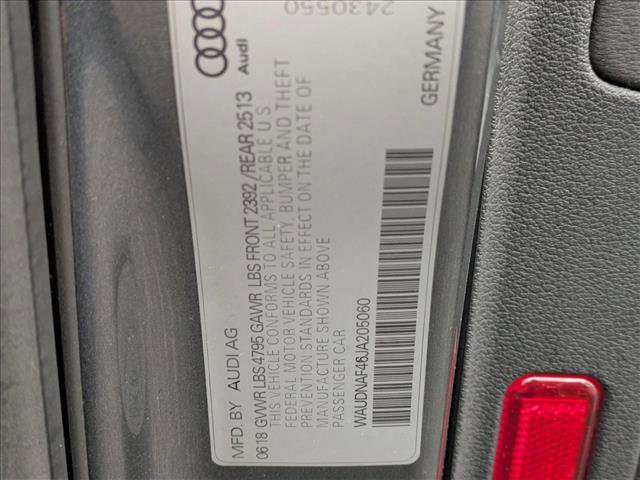 MFD. BY AUDI AG
0618 GWWR LBS 4795 GAWR LBS FRONT 2392 / REAR 2513
THIS VEHICLE CONFORMS TO ALL APPLICABLE U.S.
FEDERAL MOTOR VEHICLE SAFETY, BUMPER AND THEFT
PREVENTION STANDARDS IN EFFECT ON THE DATE OF
MANUFACTURE SHOWN ABOVE
PASSENGER CAR
WAUDNAF46JA205060
GERMANY
Audi
2430550